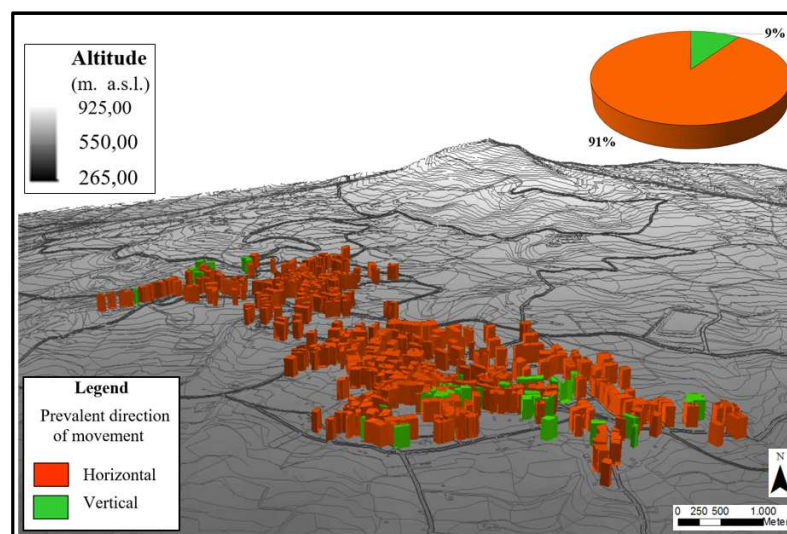 Altitude
(m. a.s.l.)
925,00
550,00
265,00
9%
91%
Legend
Prevalent direction
of movement
Horizontal
Vertical
N
0 250 500 1.000
Meter